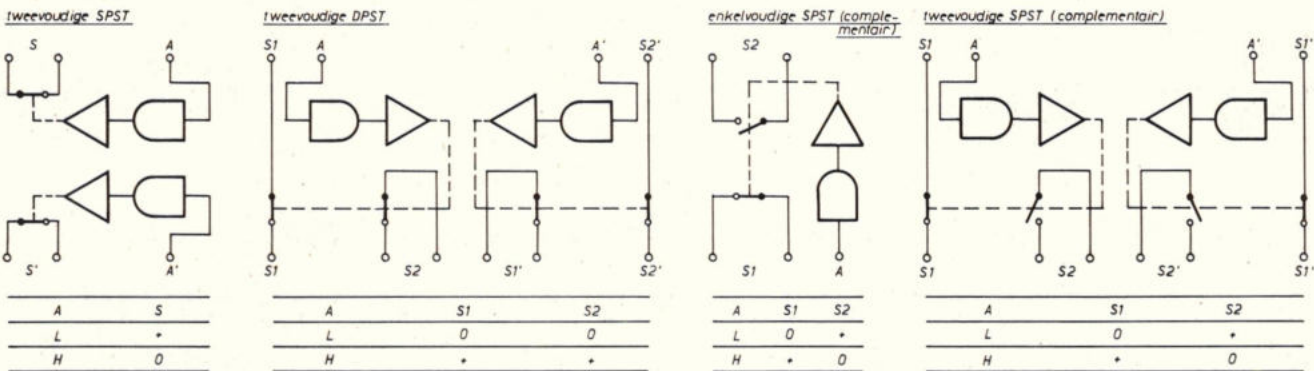 tweevoudige SPST
S A
S' A'
A S
L +
H 0
tweevoudige DPST
S1 A A' S2'
S1 S2 S1' S2'
A S1 S2
L 0 0
H + +
enkelvoudige SPST (comple-
mentair)
S2
S1 A
A S1 S2
L 0 +
H + 0
tweevoudige SPST (complementair)
S1 A A' S1'
S1 S2 S2' S1'
A S1 S2
L 0 +
H + 0